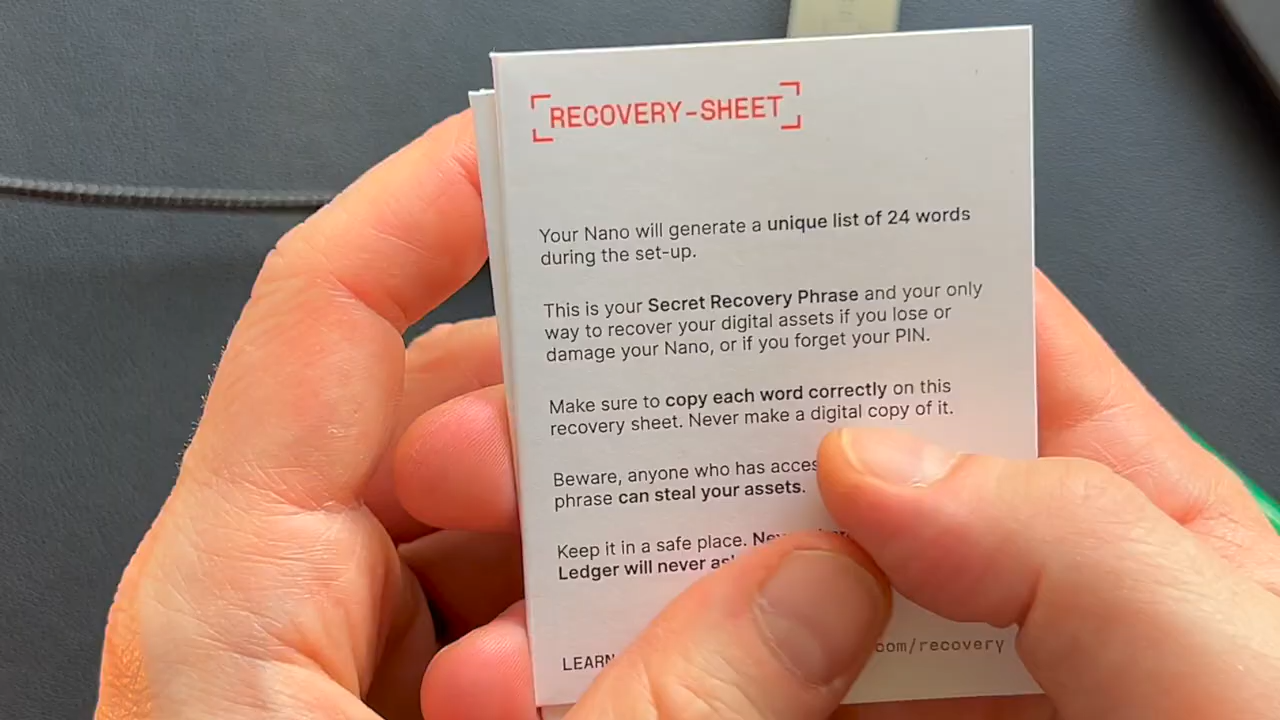 RECOVERY-SHEET
Your Nano will generate a unique list of 24 words
during the set-up.
This is your Secret Recovery Phrase and your only
way to recover your digital assets if you lose or
damage your Nano, or if you forget your PIN.
Make sure to copy each word correctly on this
recovery sheet. Never make a digital copy of it.
Beware, anyone who has
phrase can steal your assets.
Keep it in a safe place.
Ledger will never
com/recovery